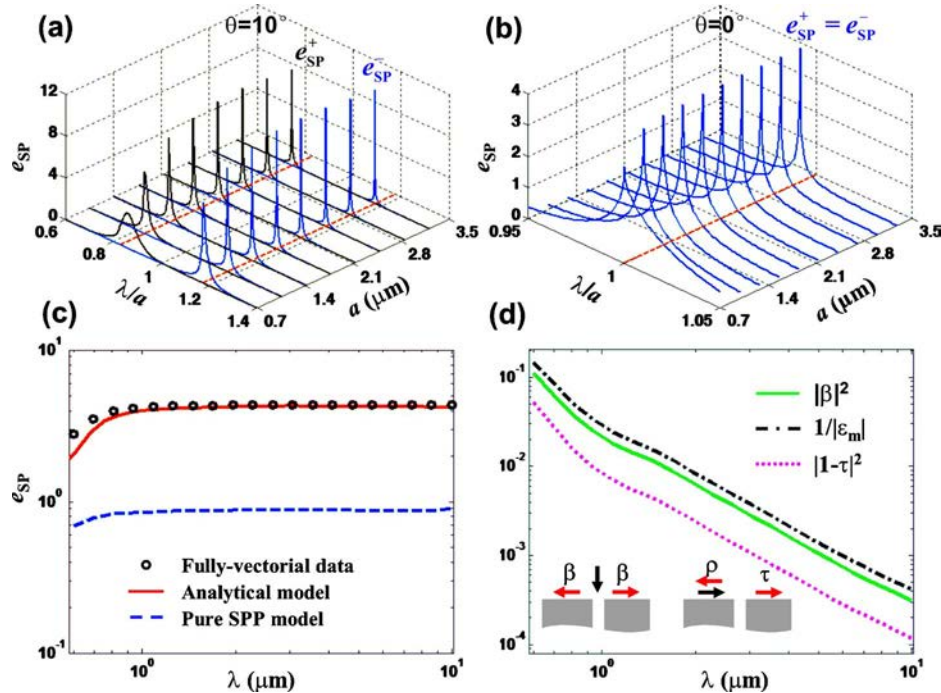 (a)
θ=10°
e⁺SP
e⁻SP
12
8
4
0
eSP
0.6
0.8
1
1.2
1.4
λ/a
0.7
1.4
2.1
2.8
3.5
a (μm)
(b)
θ=0°
e⁺SP = e⁻SP
4
3
2
1
0
eSP
0.95
1
1.05
λ/a
0.7
1.4
2.1
2.8
3.5
a (μm)
(c)
10¹
10⁰
10⁻¹
eSP
Fully-vectorial data
Analytical model
Pure SPP model
10⁰
10¹
λ (μm)
(d)
10⁻¹
10⁻²
10⁻³
10⁻⁴
|β|²
1/|εm|
|1-τ|²
β
β
ρ
τ
10⁰
10¹
λ (μm)